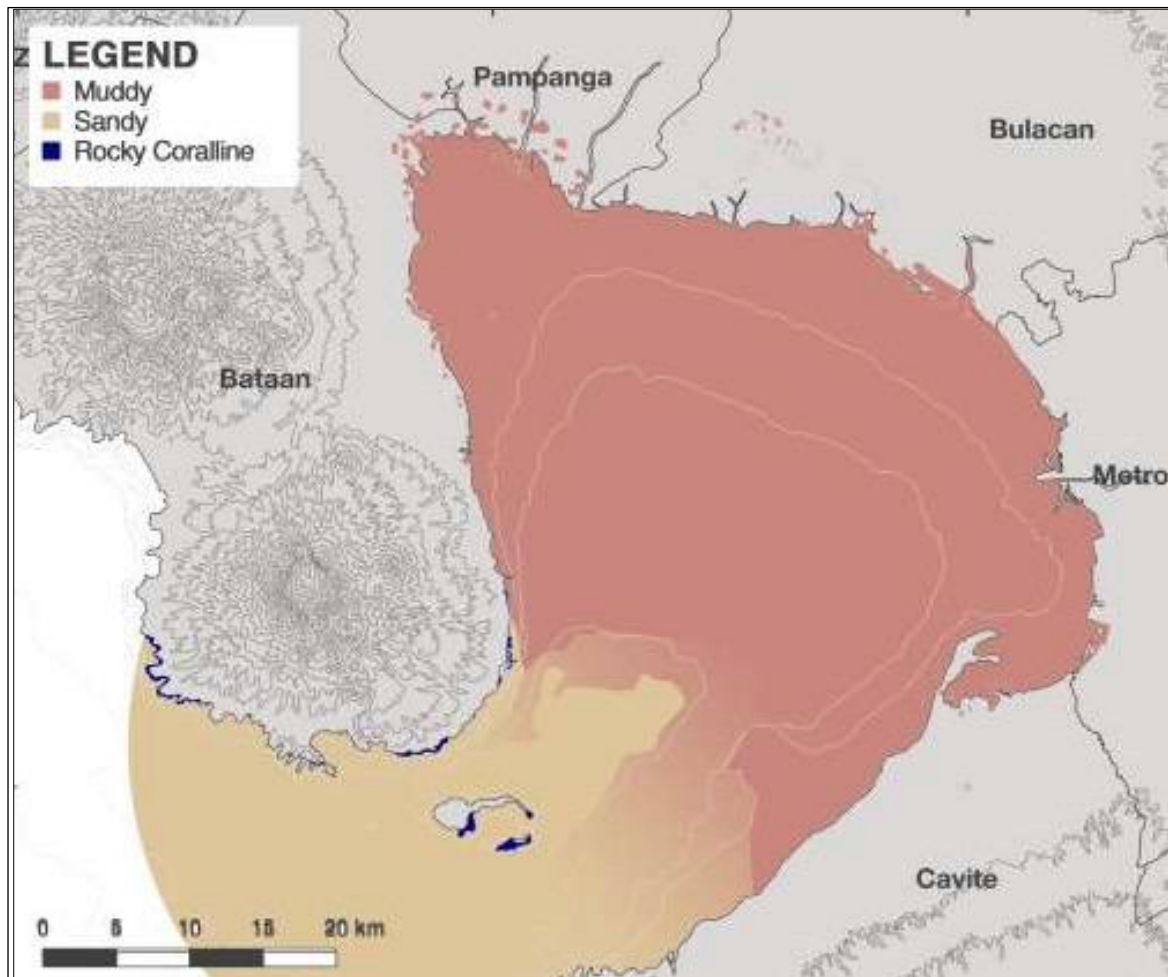 z LEGEND
Muddy
Sandy
Rocky Coralline
Pampanga
Bulacan
Bataan
Metro
Cavite
0 5 10 15 20 km